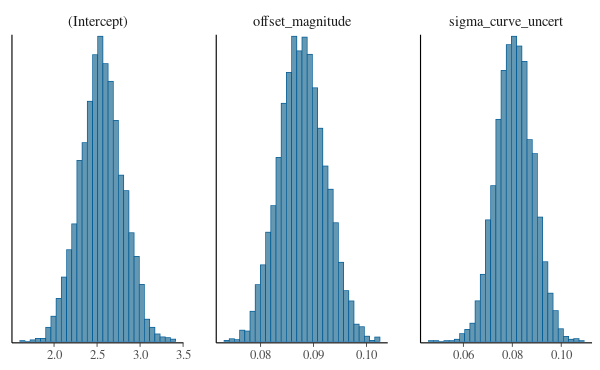 (Intercept)
offset_magnitude
sigma_curve_uncert
2.0 2.5 3.0 3.5
0.08 0.09 0.10
0.06 0.08 0.10